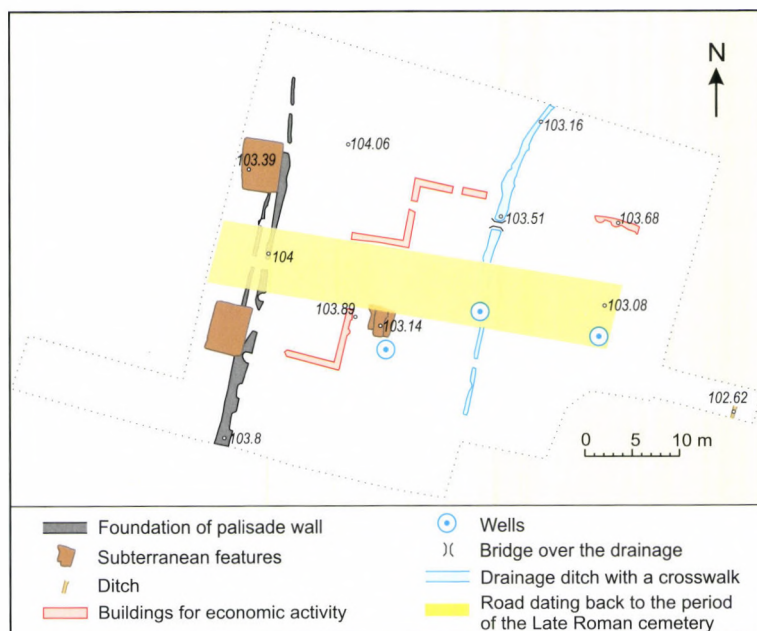 N
103.16
104.06
103.39
103.51
103.68
104
103.08
103.89
103.14
102.62
0 5 10 m
103.8
Foundation of palisade wall
Subterranean features
Ditch
Buildings for economic activity
Wells
Bridge over the drainage
Drainage ditch with a crosswalk
Road dating back to the period
of the Late Roman cemetery